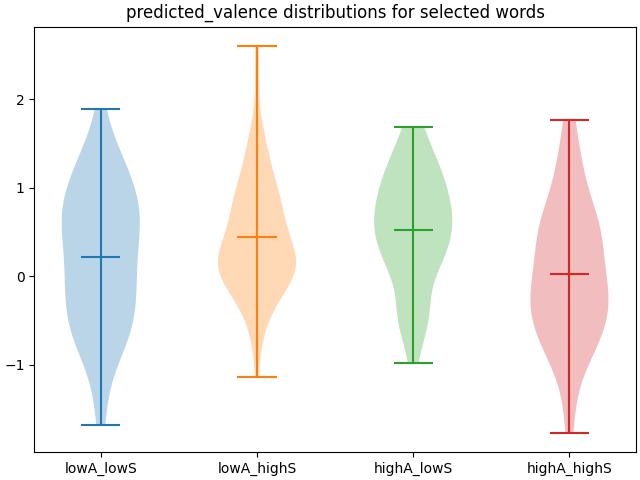 predicted_valence distributions for selected words
2
1
0
−1
lowA_lowS
lowA_highS
highA_lowS
highA_highS